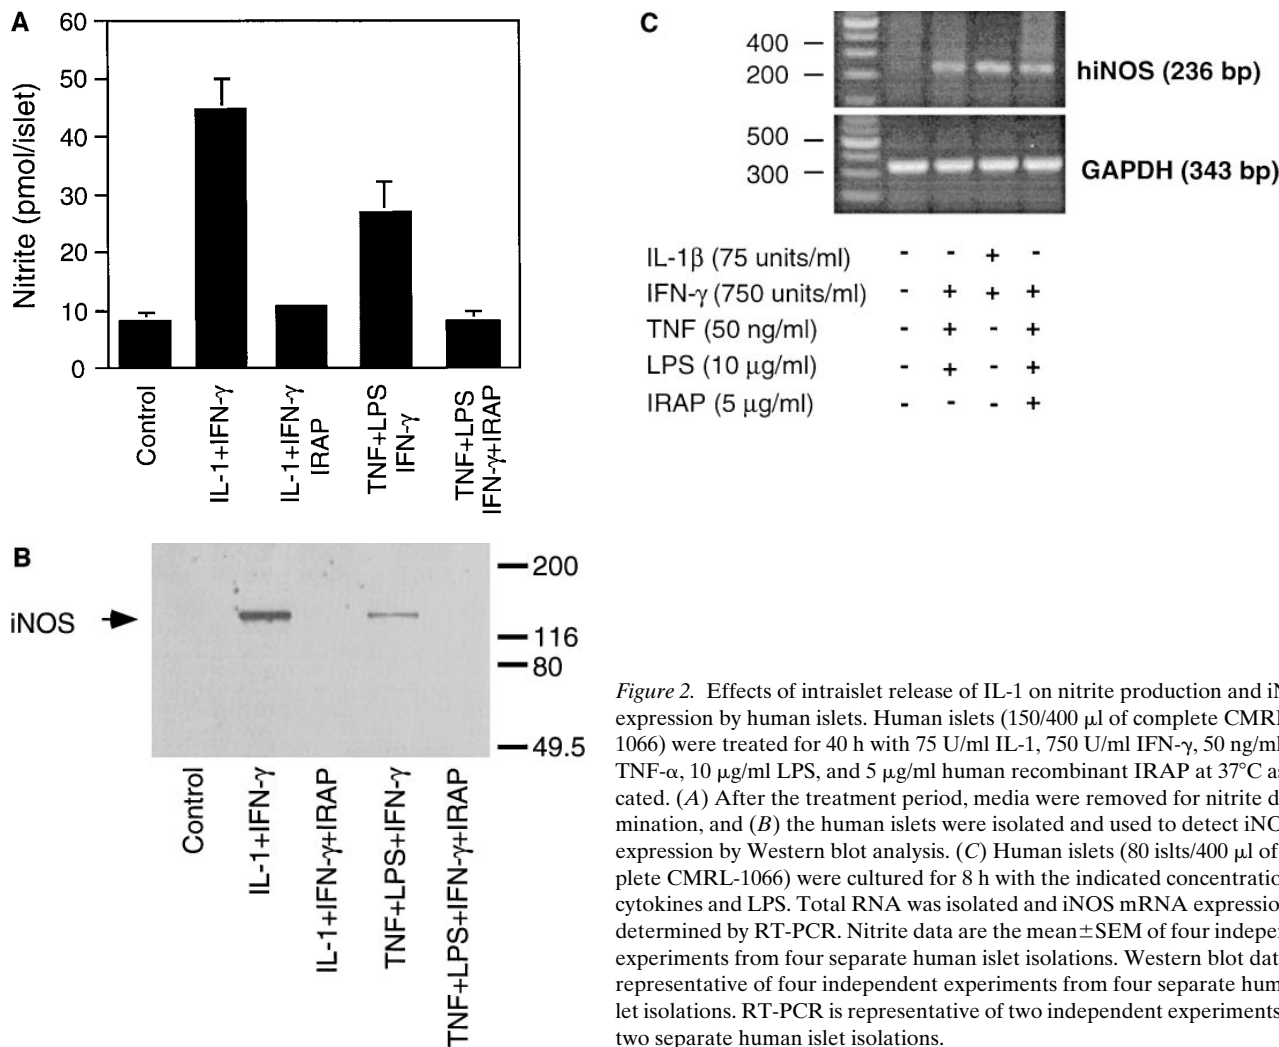 A
60
50
40
30
20
10
0
Nitrite (pmol/islet)
Control
IL-1+IFN-γ
IL-1+IFN-γ
IRAP
TNF+LPS
IFN-γ
TNF+LPS
IFN-γ+IRAP
B
iNOS
200
116
80
49.5
Control
IL-1+IFN-γ
IL-1+IFN-γ+IRAP
TNF+LPS+IFN-γ
TNF+LPS+IFN-γ+IRAP
C
400
200
hiNOS (236 bp)
500
300
GAPDH (343 bp)
IL-1β (75 units/ml) - - + -
IFN-γ (750 units/ml) - + + +
TNF (50 ng/ml) - + - +
LPS (10 μg/ml) - + - +
IRAP (5 μg/ml) - - - +
Figure 2. Effects of intraislet release of IL-1 on nitrite production and iN
expression by human islets. Human islets (150/400 μl of complete CMRL
1066) were treated for 40 h with 75 U/ml IL-1, 750 U/ml IFN-γ, 50 ng/ml
TNF-α, 10 μg/ml LPS, and 5 μg/ml human recombinant IRAP at 37°C as
cated. (A) After the treatment period, media were removed for nitrite d
mination, and (B) the human islets were isolated and used to detect iNO
expression by Western blot analysis. (C) Human islets (80 islts/400 μl of
plete CMRL-1066) were cultured for 8 h with the indicated concentration
cytokines and LPS. Total RNA was isolated and iNOS mRNA expression
determined by RT-PCR. Nitrite data are the mean±SEM of four indepe
experiments from four separate human islet isolations. Western blot dat
representative of four independent experiments from four separate hum
let isolations. RT-PCR is representative of two independent experiments
two separate human islet isolations.